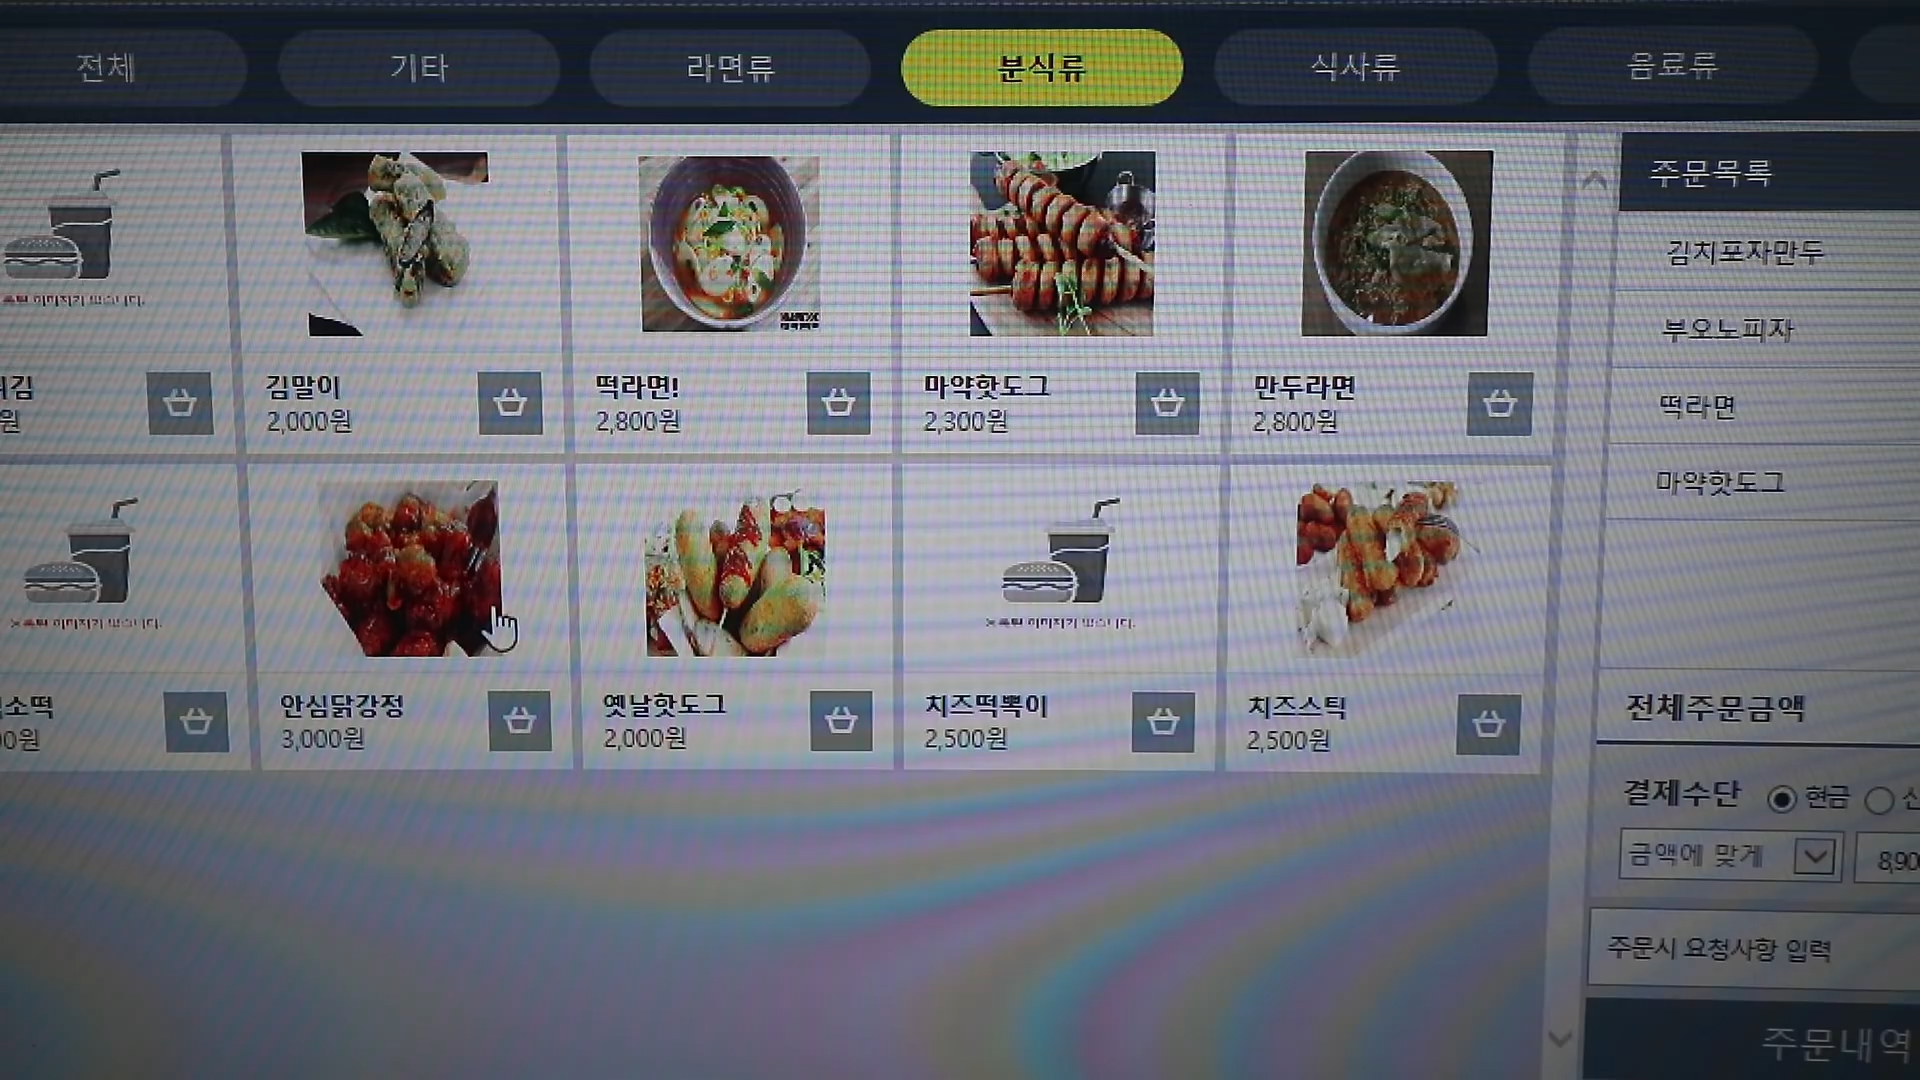 전체
기타
라면류
분식류
식사류
음료류
김말이
2,000원
떡라면!
2,800원
마약핫도그
2,300원
만두라면
2,800원
소떡
안심닭강정
3,000원
옛날핫도그
2,000원
치즈떡뽁이
2,500원
치즈스틱
2,500원
주문목록
김치포자만두
부오노피자
떡라면
마약핫도그
전체주문금액
결제수단 현금
금액에 맞게 8,90
주문시 요청사항 입력
주문내역